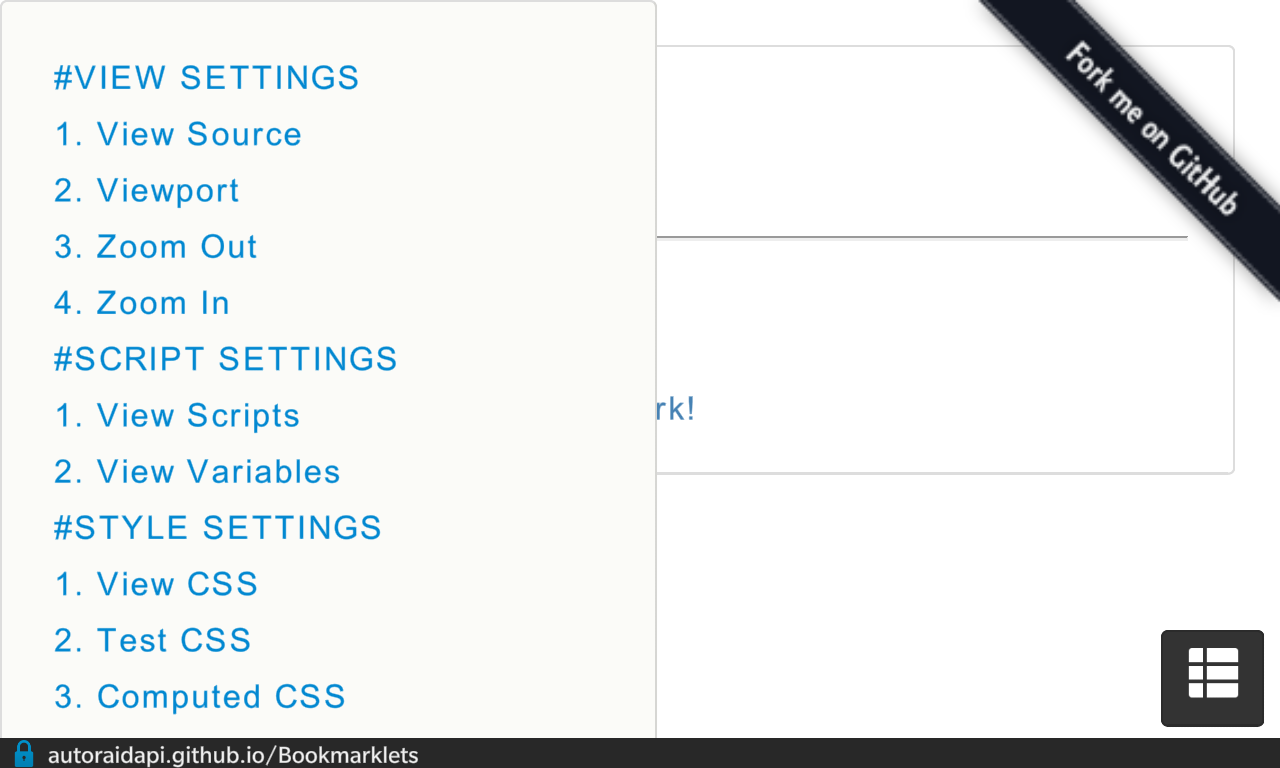 #VIEW SETTINGS
1. View Source
2. Viewport
3. Zoom Out
4. Zoom In
#SCRIPT SETTINGS
1. View Scripts
2. View Variables
#STYLE SETTINGS
1. View CSS
2. Test CSS
3. Computed CSS
rk!
Fork me on GitHub
autoraidapi.github.io/Bookmarklets